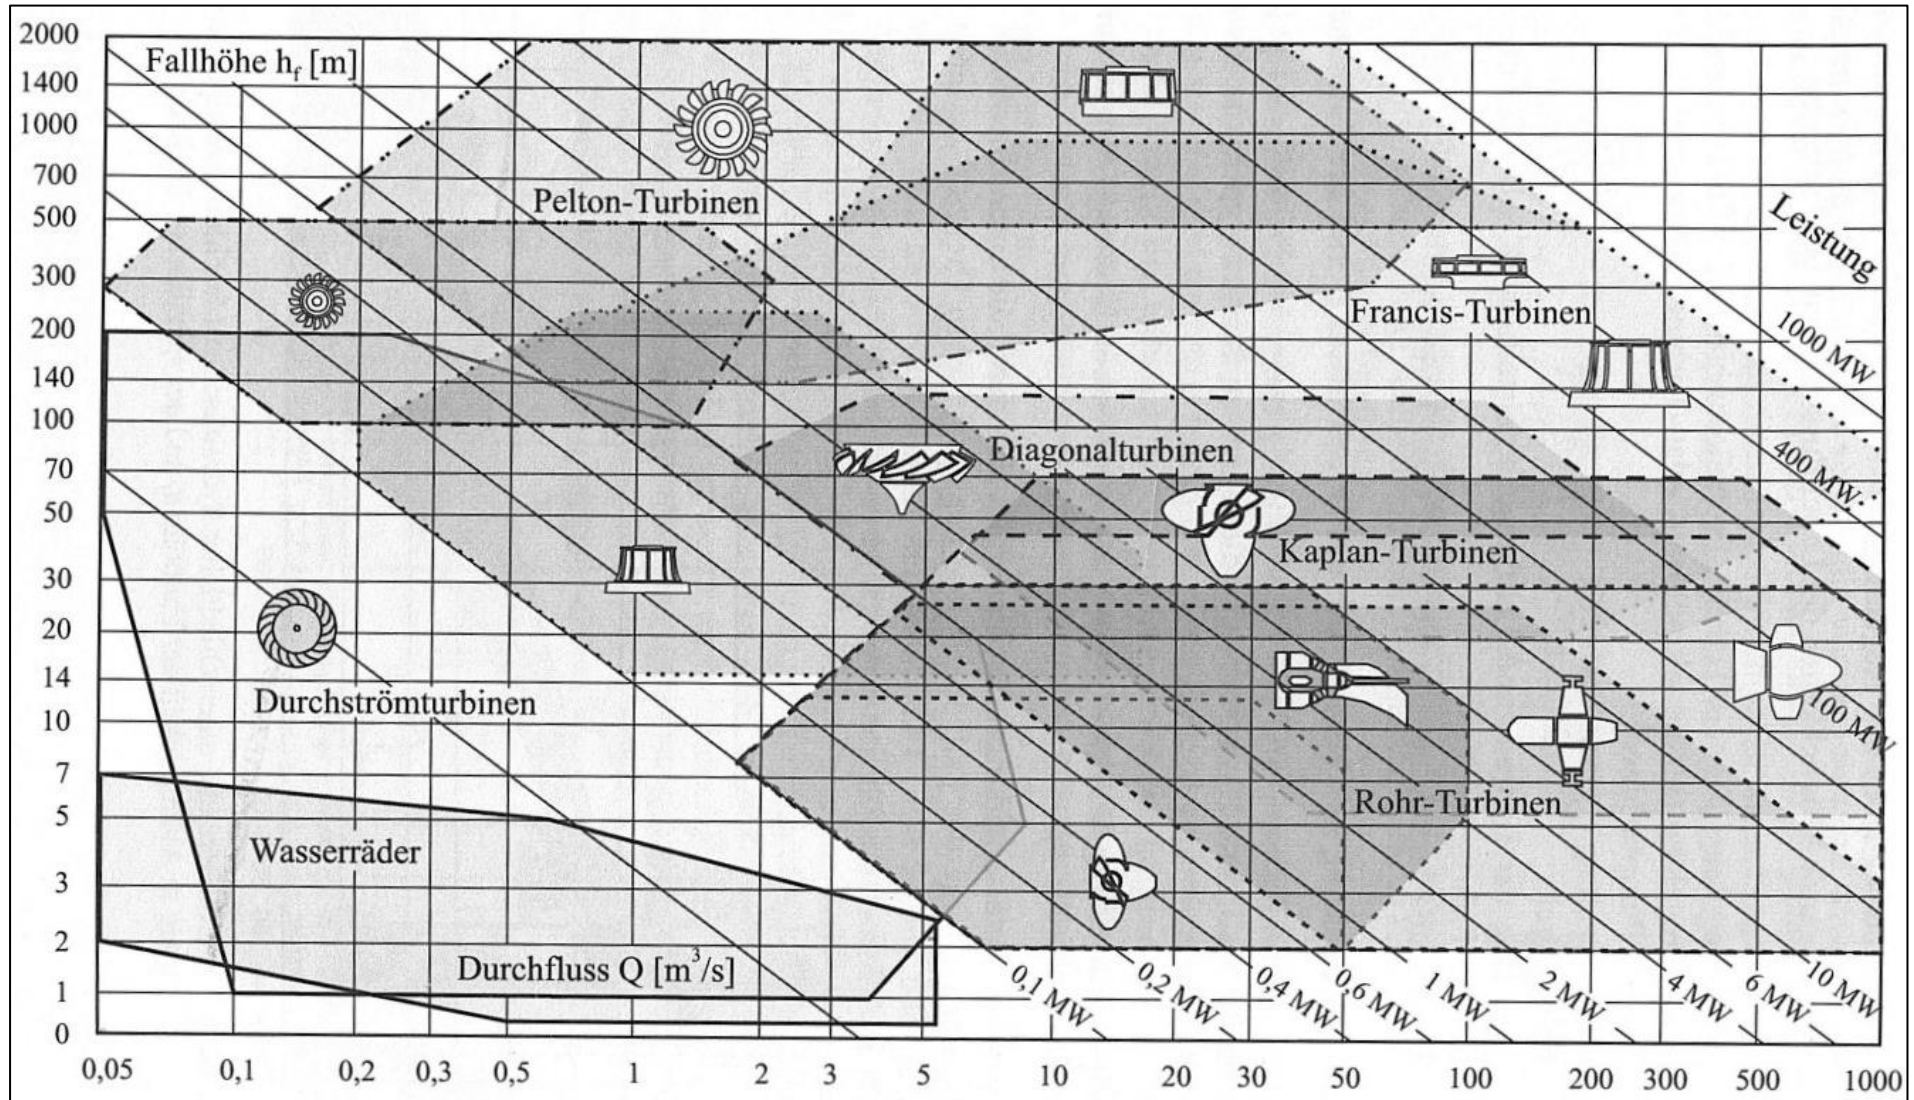 2000
Fallhöhe hf [m]
1400
1000
700
Pelton-Turbinen
500
Leistung
300
Francis-Turbinen
200
1000 MW
140
100
Diagonalturbinen
70
400 MW
50
Kaplan-Turbinen
30
20
14
Durchströmturbinen
100 MW
10
7
Rohr-Turbinen
5
Wasserräder
3
2
Durchfluss Q [m³/s]
0,1 MW 0,2 MW 0,4 MW 0,6 MW 1 MW 2 MW 4 MW 6 MW 10 MW
1
0
0,05 0,1 0,2 0,3 0,5 1 2 3 5 10 20 30 50 100 200 300 500 1000